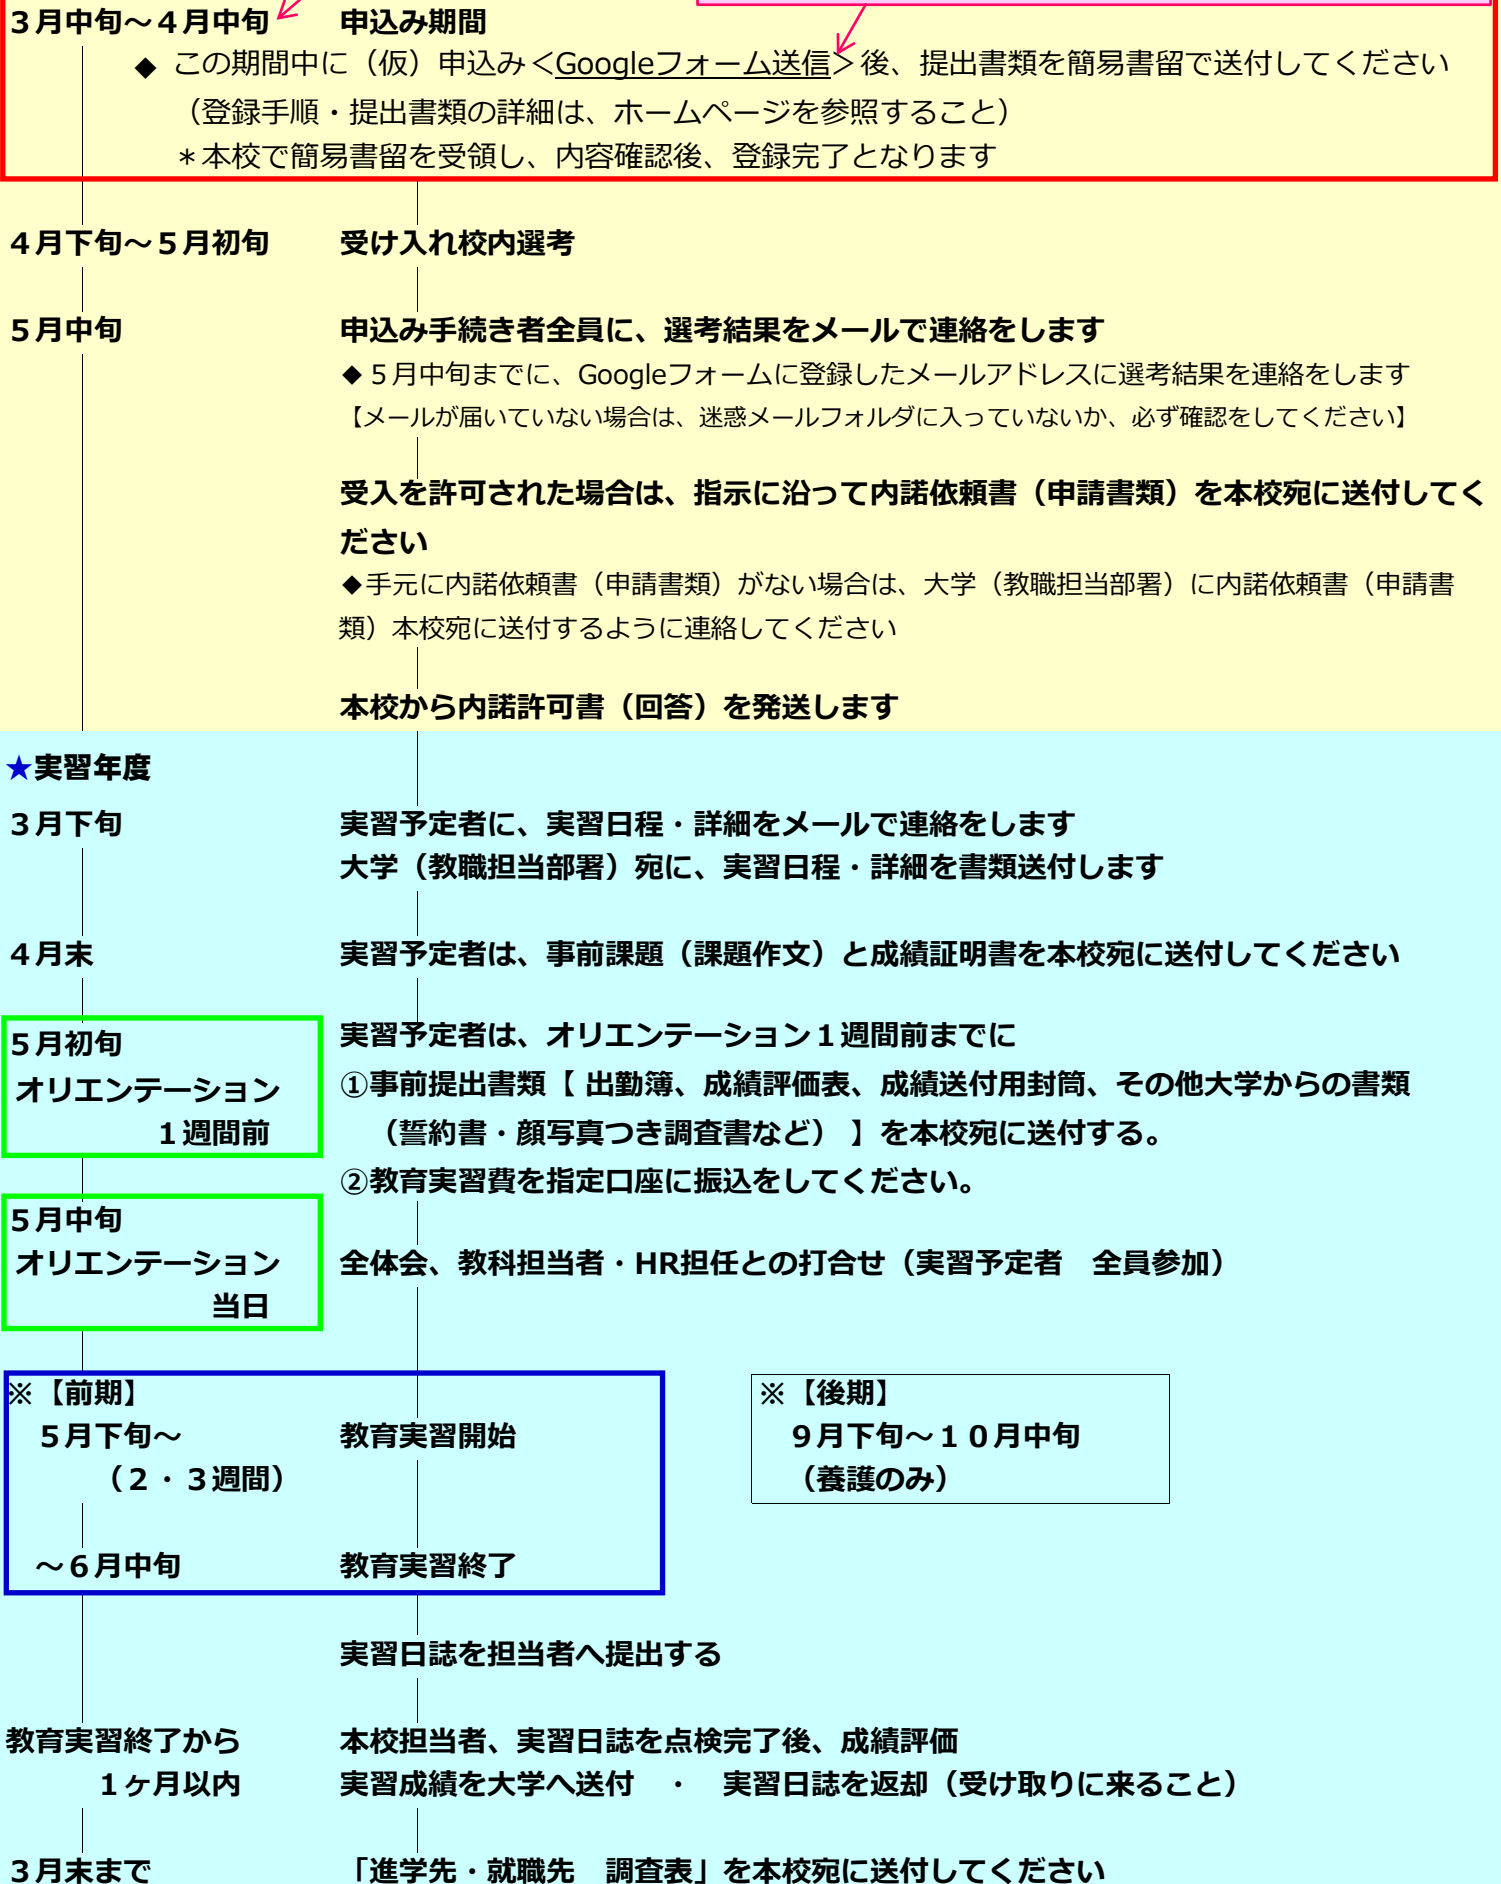 ３月中旬～４月中旬　申込み期間
◆ この期間中に（仮）申込み＜Googleフォーム送信＞後、提出書類を簡易書留で送付してください
（登録手順・提出書類の詳細は、ホームページを参照すること）
＊本校で簡易書留を受領し、内容確認後、登録完了となります
４月下旬～５月初旬　受け入れ校内選考
５月中旬　申込み手続き者全員に、選考結果をメールで連絡をします
◆５月中旬までに、Googleフォームに登録したメールアドレスに選考結果を連絡をします
【メールが届いていない場合は、迷惑メールフォルダに入っていないか、必ず確認をしてください】
受入を許可された場合は、指示に沿って内諾依頼書（申請書類）を本校宛に送付してく
ださい
◆手元に内諾依頼書（申請書類）がない場合は、大学（教職担当部署）に内諾依頼書（申請書
類）本校宛に送付するように連絡してください
本校から内諾許可書（回答）を発送します
★実習年度
３月下旬　実習予定者に、実習日程・詳細をメールで連絡をします
大学（教職担当部署）宛に、実習日程・詳細を書類送付します
４月末　実習予定者は、事前課題（課題作文）と成績証明書を本校宛に送付してください
５月初旬
オリエンテーション
１週間前
実習予定者は、オリエンテーション１週間前までに
①事前提出書類【 出勤簿、成績評価表、成績送付用封筒、その他大学からの書類
（誓約書・顔写真つき調査書など） 】を本校宛に送付する。
②教育実習費を指定口座に振込をしてください。
５月中旬
オリエンテーション
当日
全体会、教科担当者・HR担任との打合せ（実習予定者　全員参加）
※【前期】
５月下旬～　教育実習開始
（２・３週間）
～６月中旬　教育実習終了
※【後期】
９月下旬～１０月中旬
（養護のみ）
実習日誌を担当者へ提出する
教育実習終了から　本校担当者、実習日誌を点検完了後、成績評価
１ヶ月以内　実習成績を大学へ送付　・　実習日誌を返却（受け取りに来ること）
３月末まで　「進学先・就職先　調査表」を本校宛に送付してください